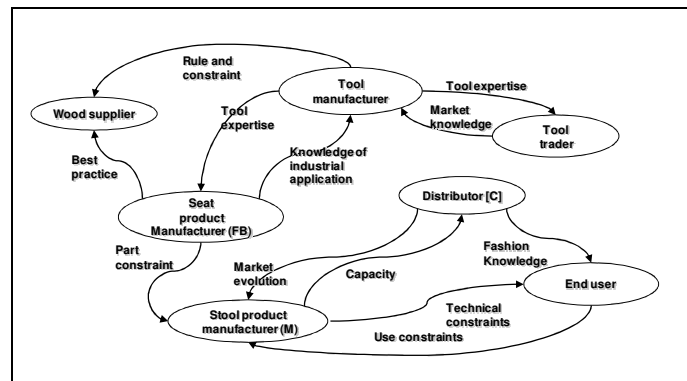 Rule and
constraint
Tool
manufacturer
Tool expertise
Wood supplier
Tool
expertise
Market
knowledge
Tool
trader
Best
practice
Knowledge of
industrial
application
Seat
product
Manufacturer (FB)
Distributor [C]
Part
constraint
Market
evolution
Capacity
Fashion
Knowledge
End user
Stool product
manufacturer (M)
Technical
constraints
Use constraints